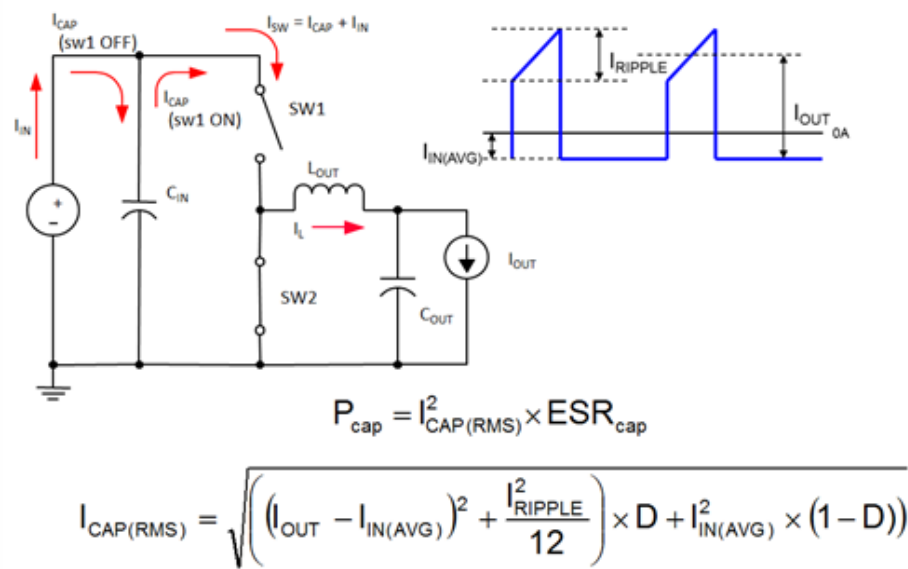 I_CAP
(sw1 OFF)
I_SW = I_CAP + I_IN
I_CAP
(sw1 ON)
I_IN
SW1
+
−
C_IN
L_OUT
I_L
SW2
C_OUT
I_OUT
I_RIPPLE
I_OUT
0A
I_IN(AVG)
P_cap = I²_CAP(RMS) × ESR_cap
I_CAP(RMS) = √(((I_OUT − I_IN(AVG))² + I²_RIPPLE/12) × D + I²_IN(AVG) × (1 − D))